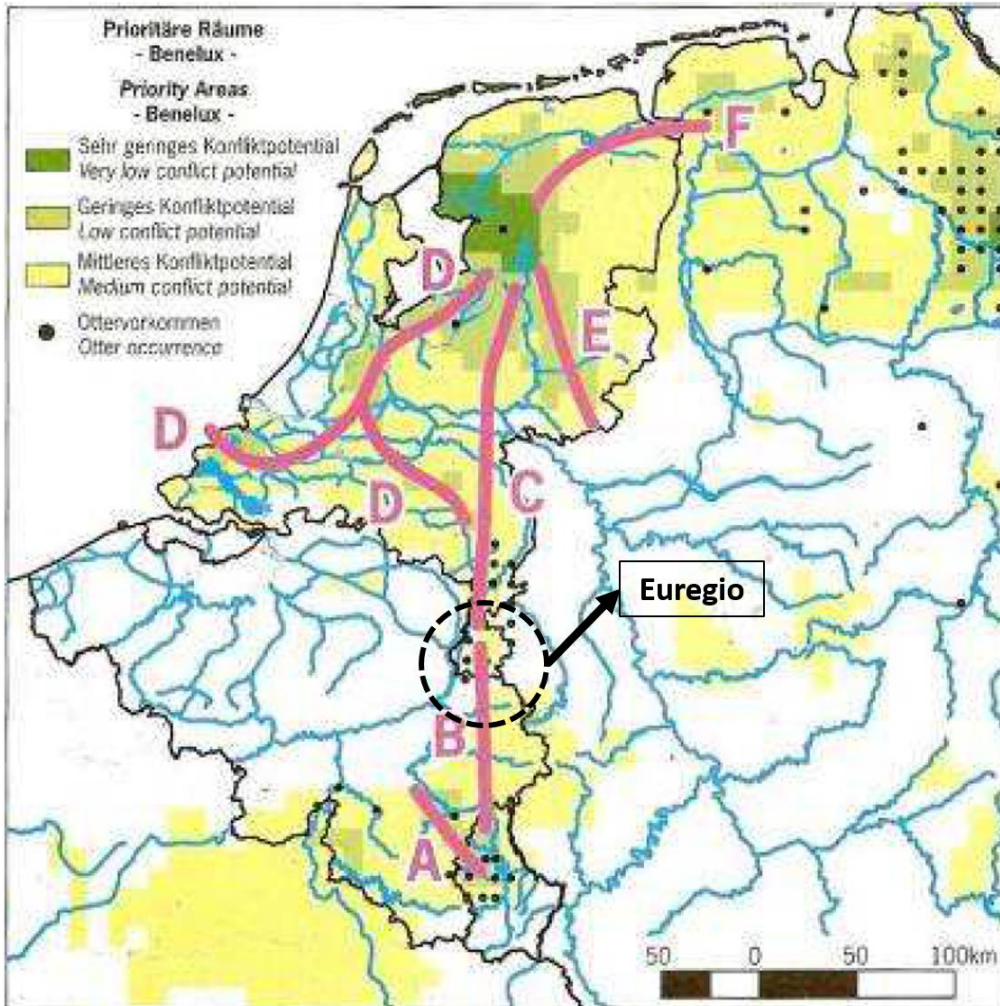 Prioritäre Räume
- Benelux -
Priority Areas
- Benelux -
Sehr geringes Konfliktpotential
Very low conflict potential
Geringes Konfliktpotential
Low conflict potential
Mittleres Konfliktpotential
Medium conflict potential
Ottervorkommen
Otter occurrence
F
D
E
D
D
C
Euregio
B
A
50 0 50 100km